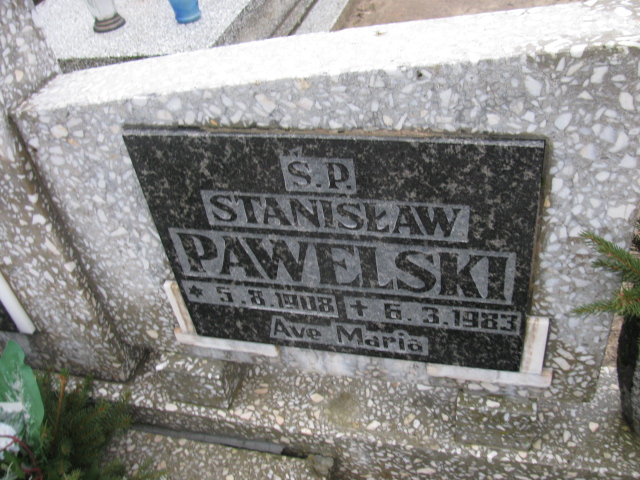 Ś.P.
STANISŁAW
PAWELSKI
* 5.8.1908 + 6.3.1983
Ave Maria